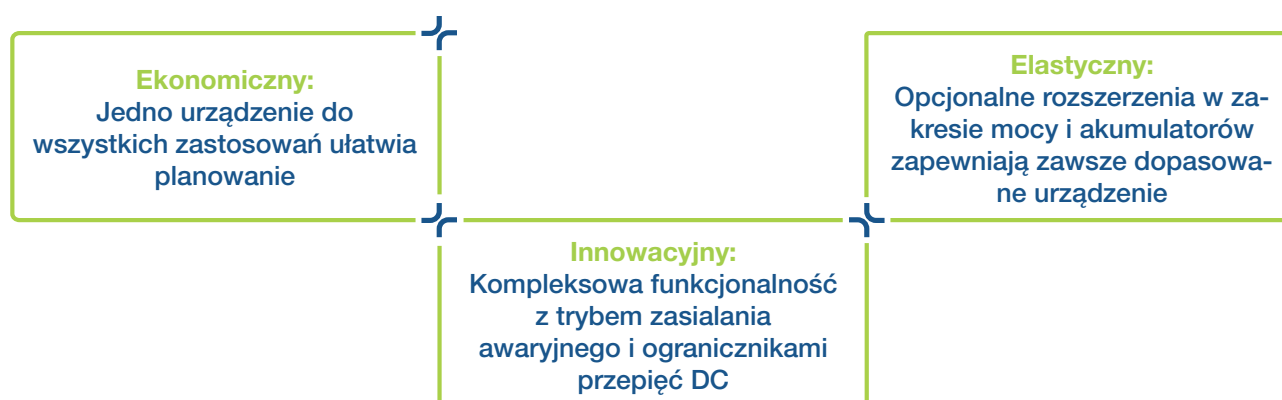 Ekonomiczny:
Jedno urządzenie do
wszystkich zastosowań ułatwia
planowanie
Elastyczny:
Opcjonalne rozszerzenia w za-
kresie mocy i akumulatorów
zapewniają zawsze dopasowa-
ne urządzenie
Innowacyjny:
Kompleksowa funkcjonalność
z trybem zasialania
awaryjnego i ogranicznikami
przepięć DC